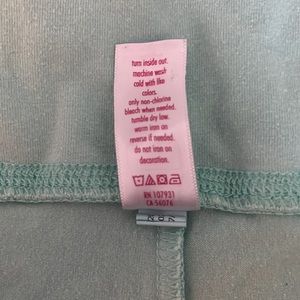 turn inside out.
machine wash
cold with like
colors.
only non-chlorine
bleach when needed.
tumble dry low.
warm iron on
reverse if needed.
do not iron on
decoration.
RN 107931
CA 56076